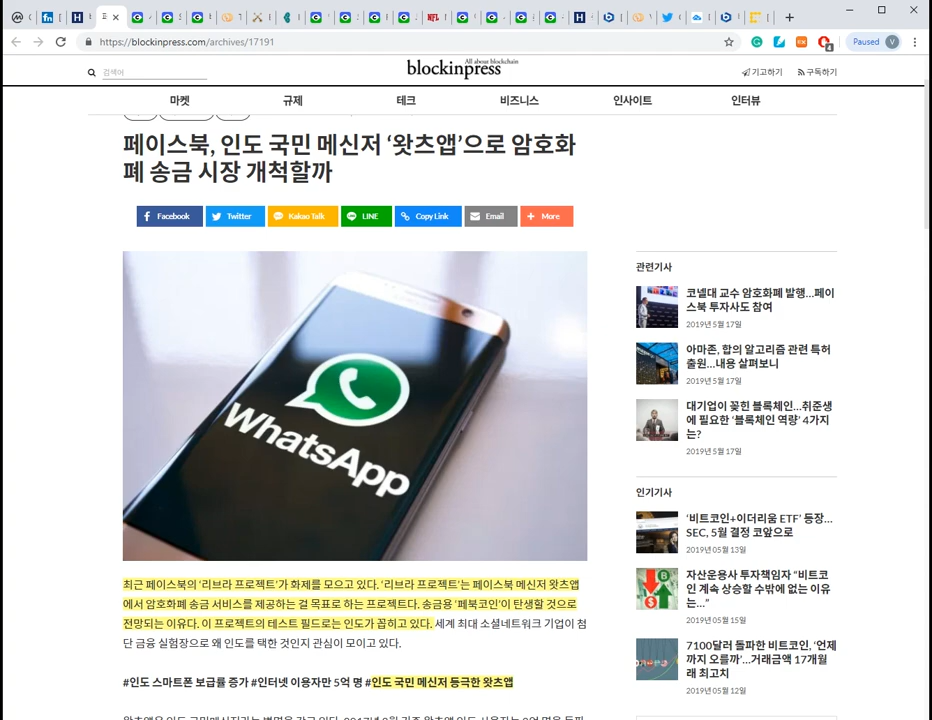 https://blockinpress.com/archives/17191
Paused
V
4
검색어
All about blockchain
blockinpress
기고하기
구독하기
마켓
규제
테크
비즈니스
인사이트
인터뷰
페이스북, 인도 국민 메신저 ‘왓츠앱’으로 암호화
폐 송금 시장 개척할까
Facebook
Twitter
Kakao Talk
LINE
Copy Link
Email
More
WhatsApp
최근 페이스북의 ‘리브라 프로젝트’가 화제를 모으고 있다. ‘리브라 프로젝트’는 페이스북 메신저 왓츠앱
에서 암호화폐 송금 서비스를 제공하는 걸 목표로 하는 프로젝트다. 송금용 ‘페북코인’이 탄생할 것으로
전망되는 이유다. 이 프로젝트의 테스트 필드로는 인도가 꼽히고 있다. 세계 최대 소셜네트워크 기업이 첨
단 금융 실험장으로 왜 인도를 택한 것인지 관심이 모이고 있다.
#인도 스마트폰 보급률 증가 #인터넷 이용자만 5억 명 #인도 국민 메신저 등극한 왓츠앱
관련기사
코넬대 교수 암호화폐 발행...페이
스북 투자사도 참여
2019년 5월 17일
아마존, 합의 알고리즘 관련 특허
출원...내용 살펴보니
2019년 5월 17일
대기업이 꽂힌 블록체인...취준생
에 필요한 ‘블록체인 역량’ 4가지
는?
2019년 5월 17일
인기기사
‘비트코인+이더리움 ETF’ 등장...
SEC, 5월 결정 코앞으로
2019년 05월 13일
자산운용사 투자책임자 “비트코
인 계속 상승할 수밖에 없는 이유
는...”
2019년 05월 15일
7100달러 돌파한 비트코인, ‘언제
까지 오를까’...거래금액 17개월
래 최고치
2019년 05월 12일